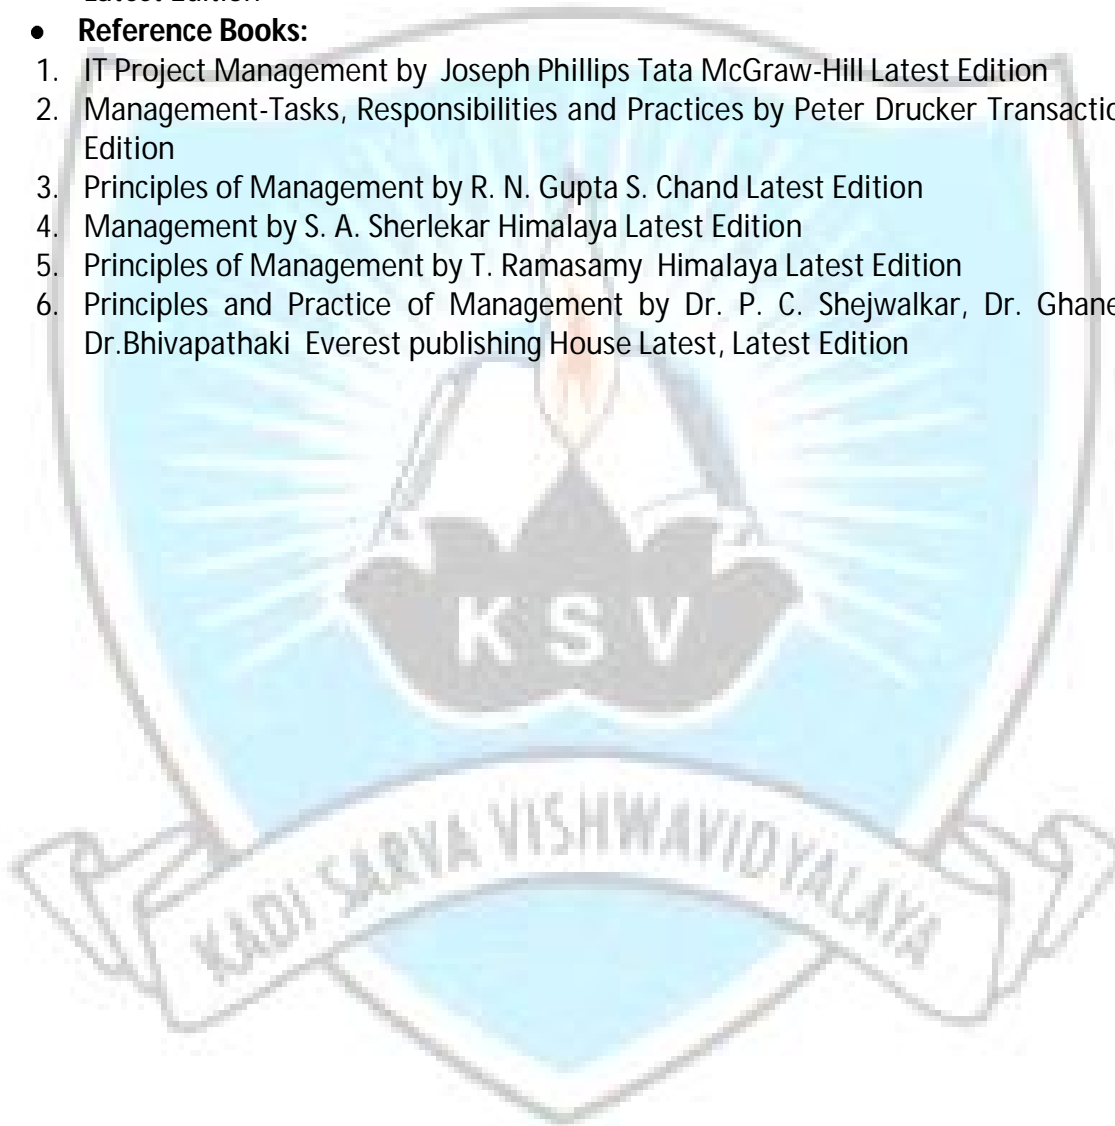 Latest Edition
● Reference Books:
1. IT Project Management by Joseph Phillips Tata McGraw-Hill Latest Edition
2. Management-Tasks, Responsibilities and Practices by Peter Drucker
Edition
3. Principles of Management by R. N. Gupta S. Chand Latest Edition
4. Management by S. A. Sherlekar Himalaya Latest Edition
5. Principles of Management by T. Ramasamy Himalaya Latest Edition
6. Principles and Practice of Management by Dr. P. C. Shejwalkar, Dr.
Dr.Bhivapathaki Everest publishing House Latest, Latest Edition
K S V
KADI SARVA VISHWAVIDYALAYA